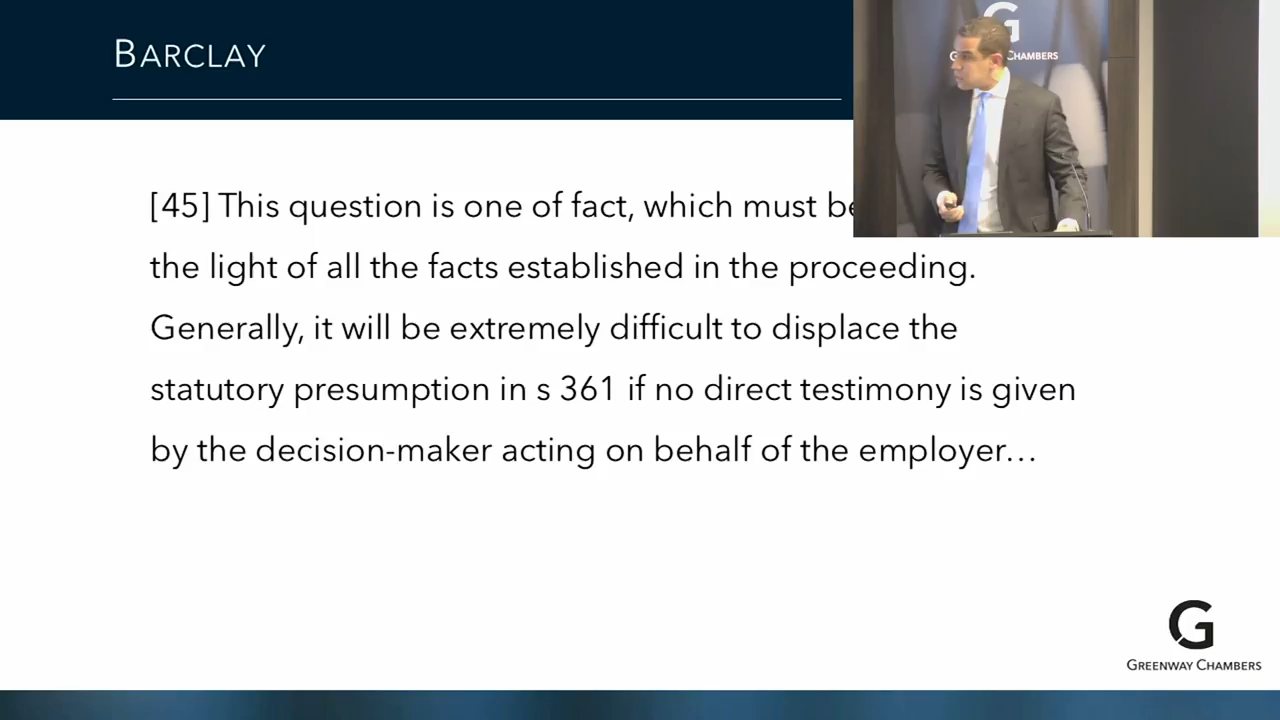 BARCLAY
[45] This question is one of fact, which must be
the light of all the facts established in the proceeding.
Generally, it will be extremely difficult to displace the
statutory presumption in s 361 if no direct testimony is given
by the decision-maker acting on behalf of the employer…
G
CHAMBERS
G
GREENWAY CHAMBERS